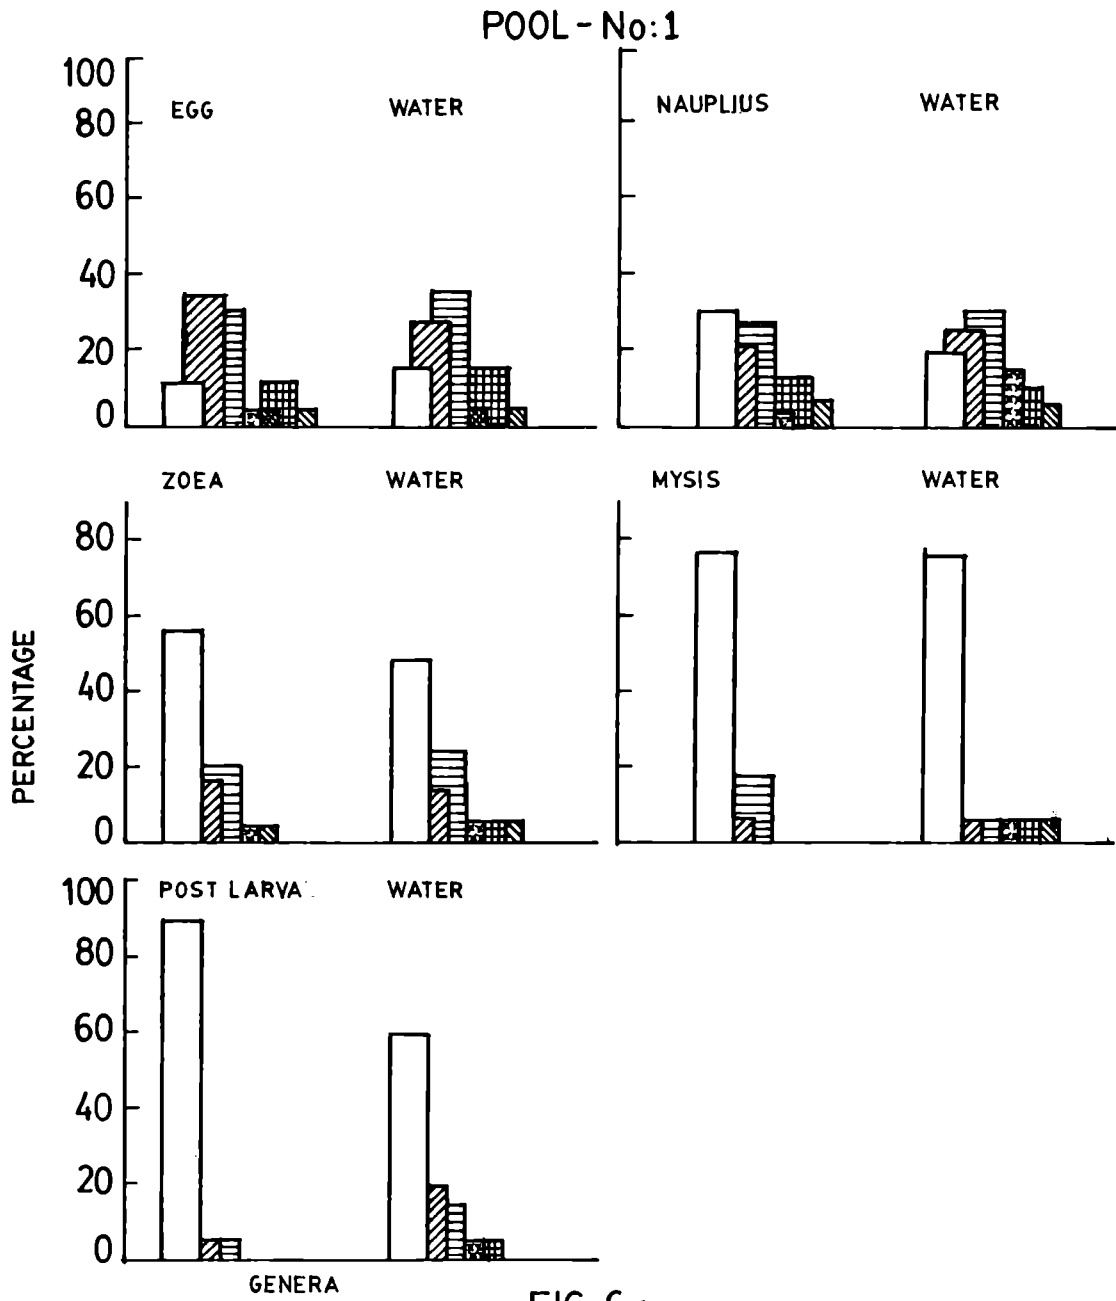 POOL - No:1
100
80
60
40
20
0
EGG WATER
NAUPLIUS WATER
80
60
40
20
0
ZOEA WATER
MYSIS WATER
PERCENTAGE
100
80
60
40
20
0
POST LARVA WATER
GENERA